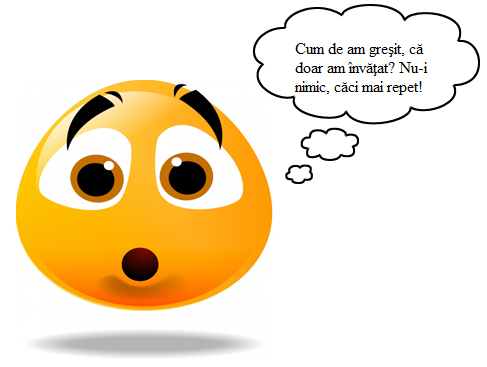 Cum de am greşit, că
doar am învăţat? Nu-i
nimic, căci mai repet!